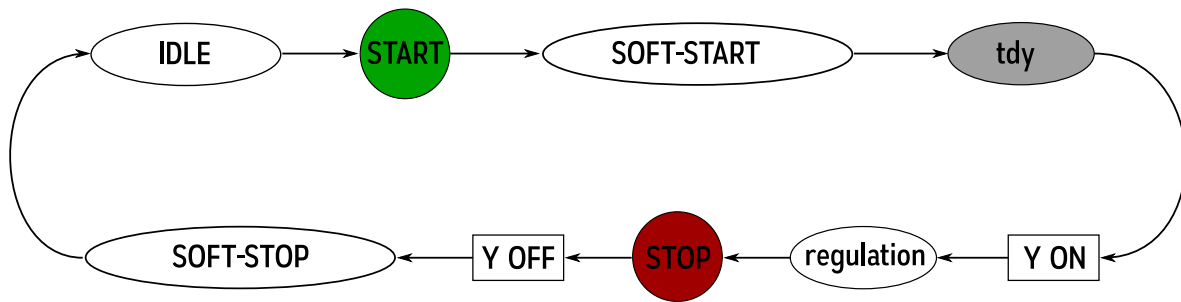 IDLE
START
SOFT-START
tdy
Y ON
regulation
STOP
Y OFF
SOFT-STOP